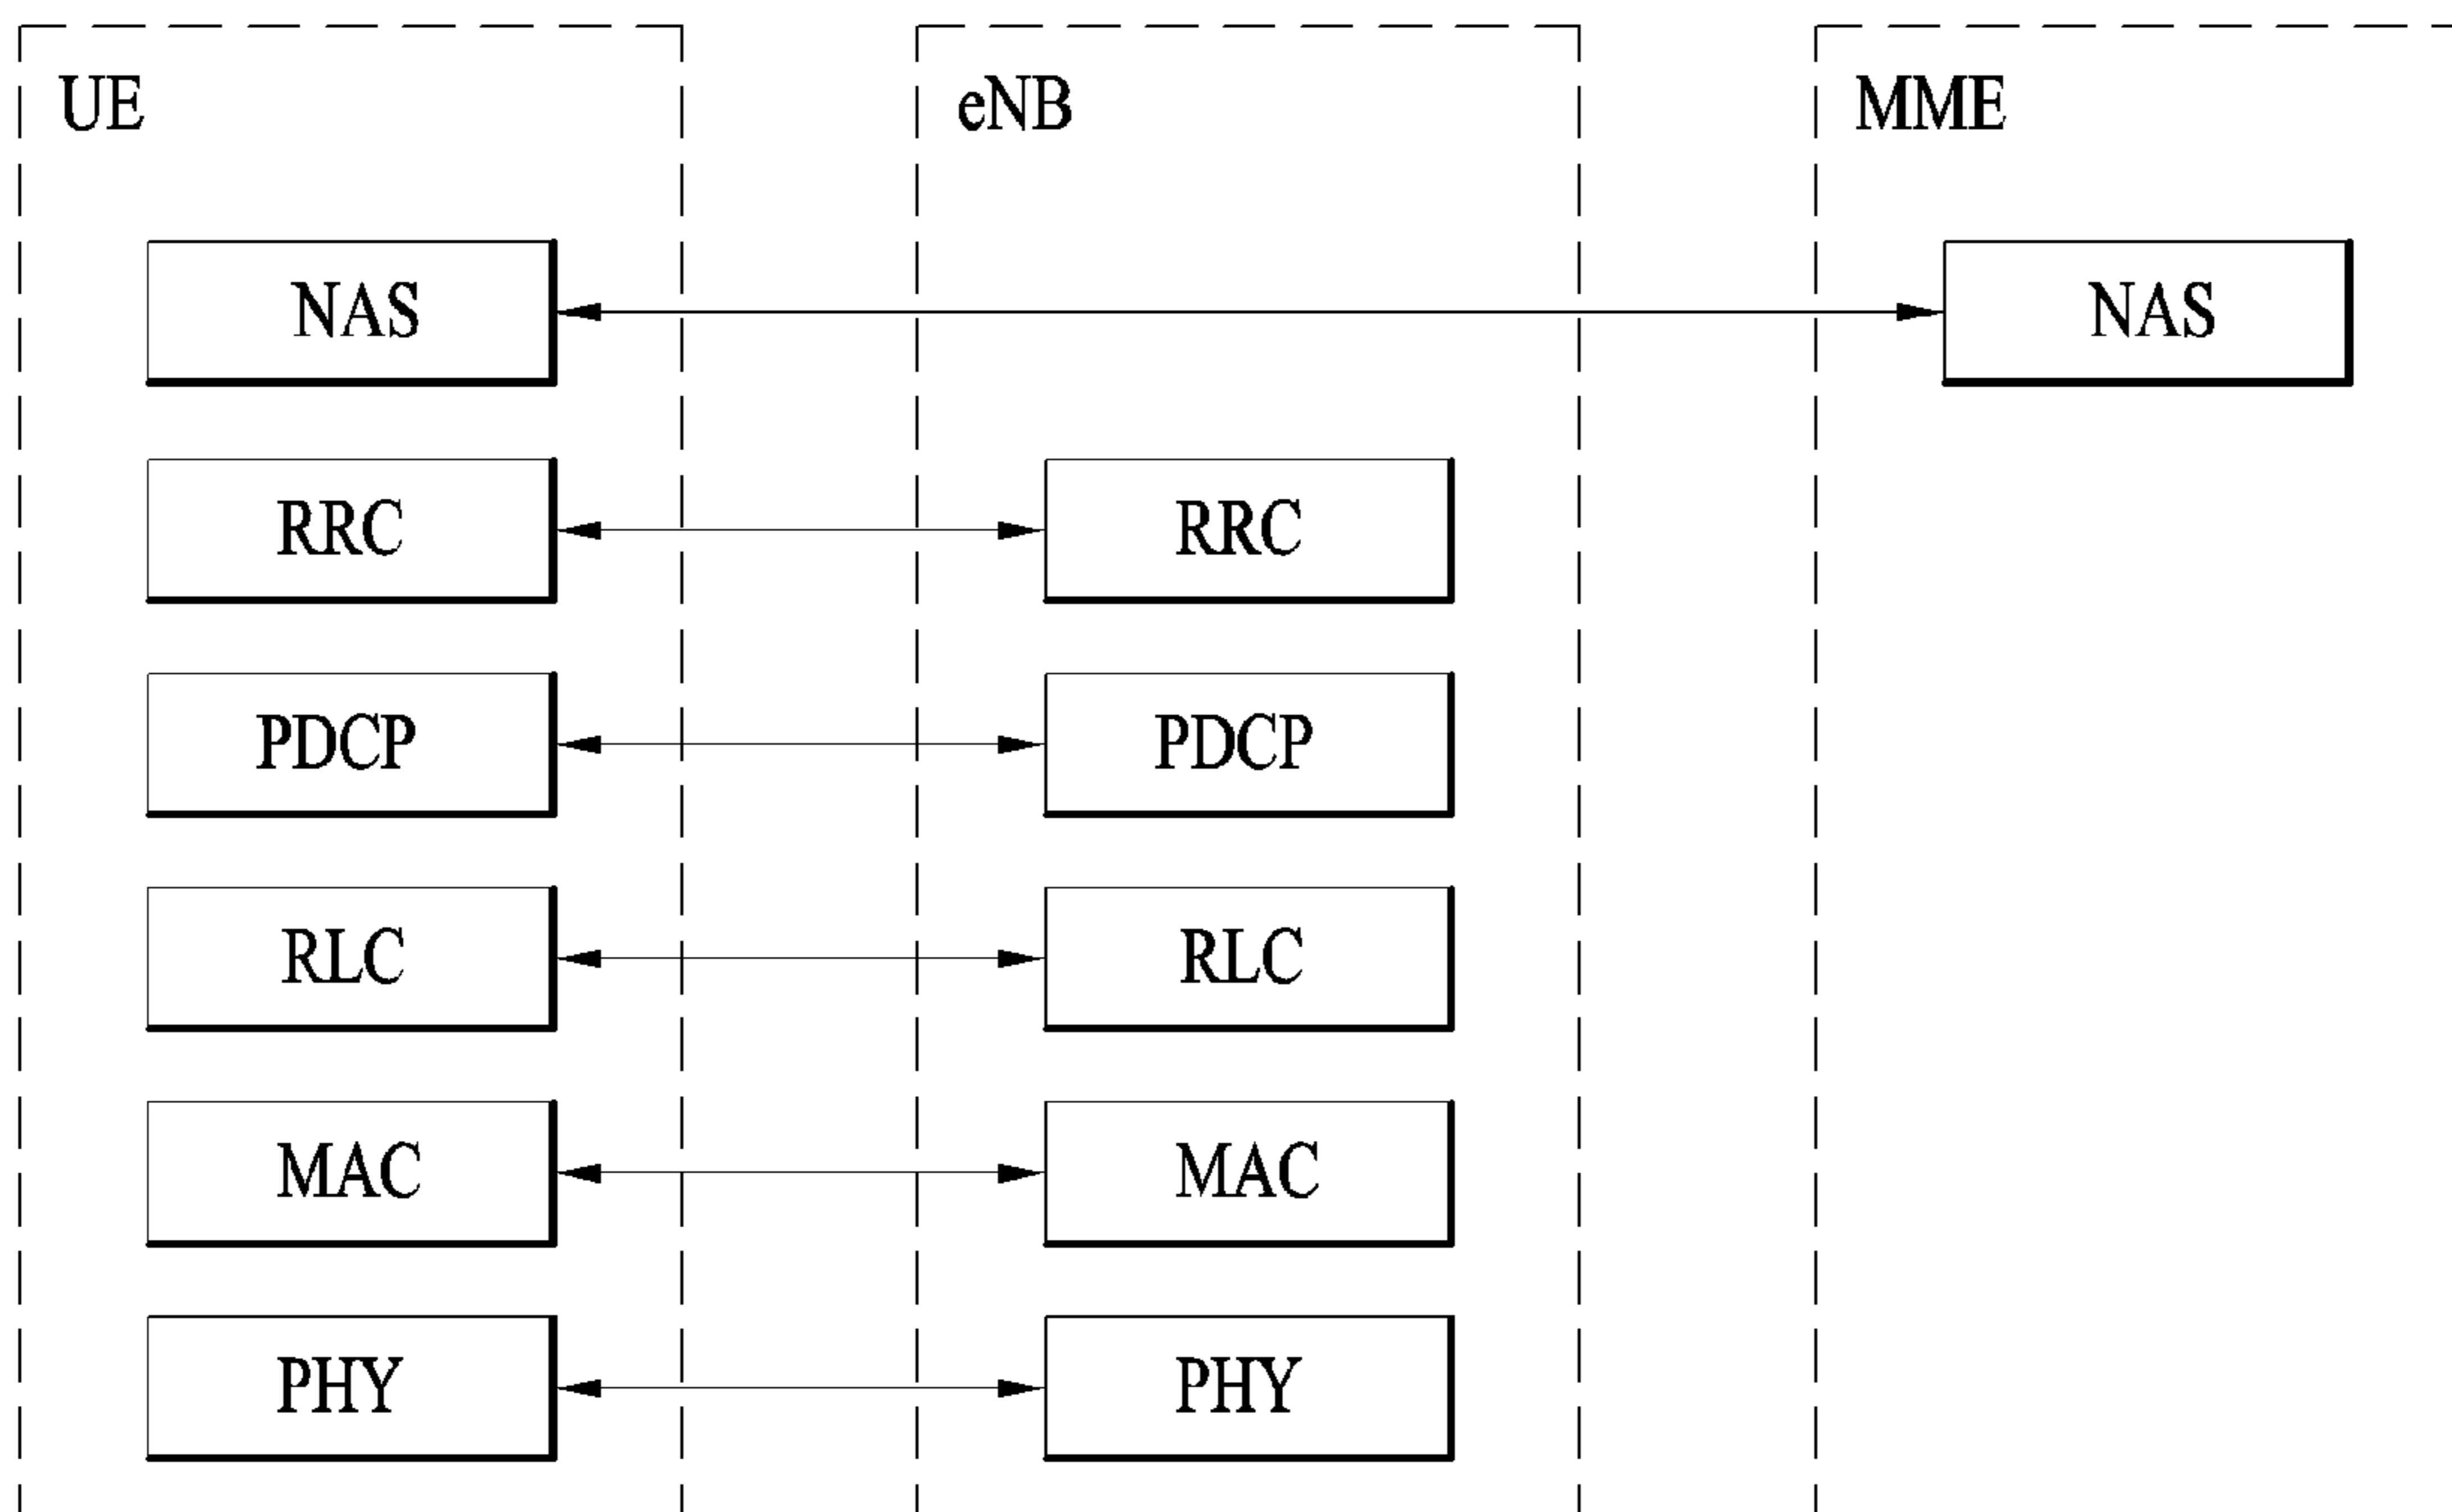 UE eNB MME
NAS NAS
RRC RRC
PDCP PDCP
RLC RLC
MAC MAC
PHY PHY